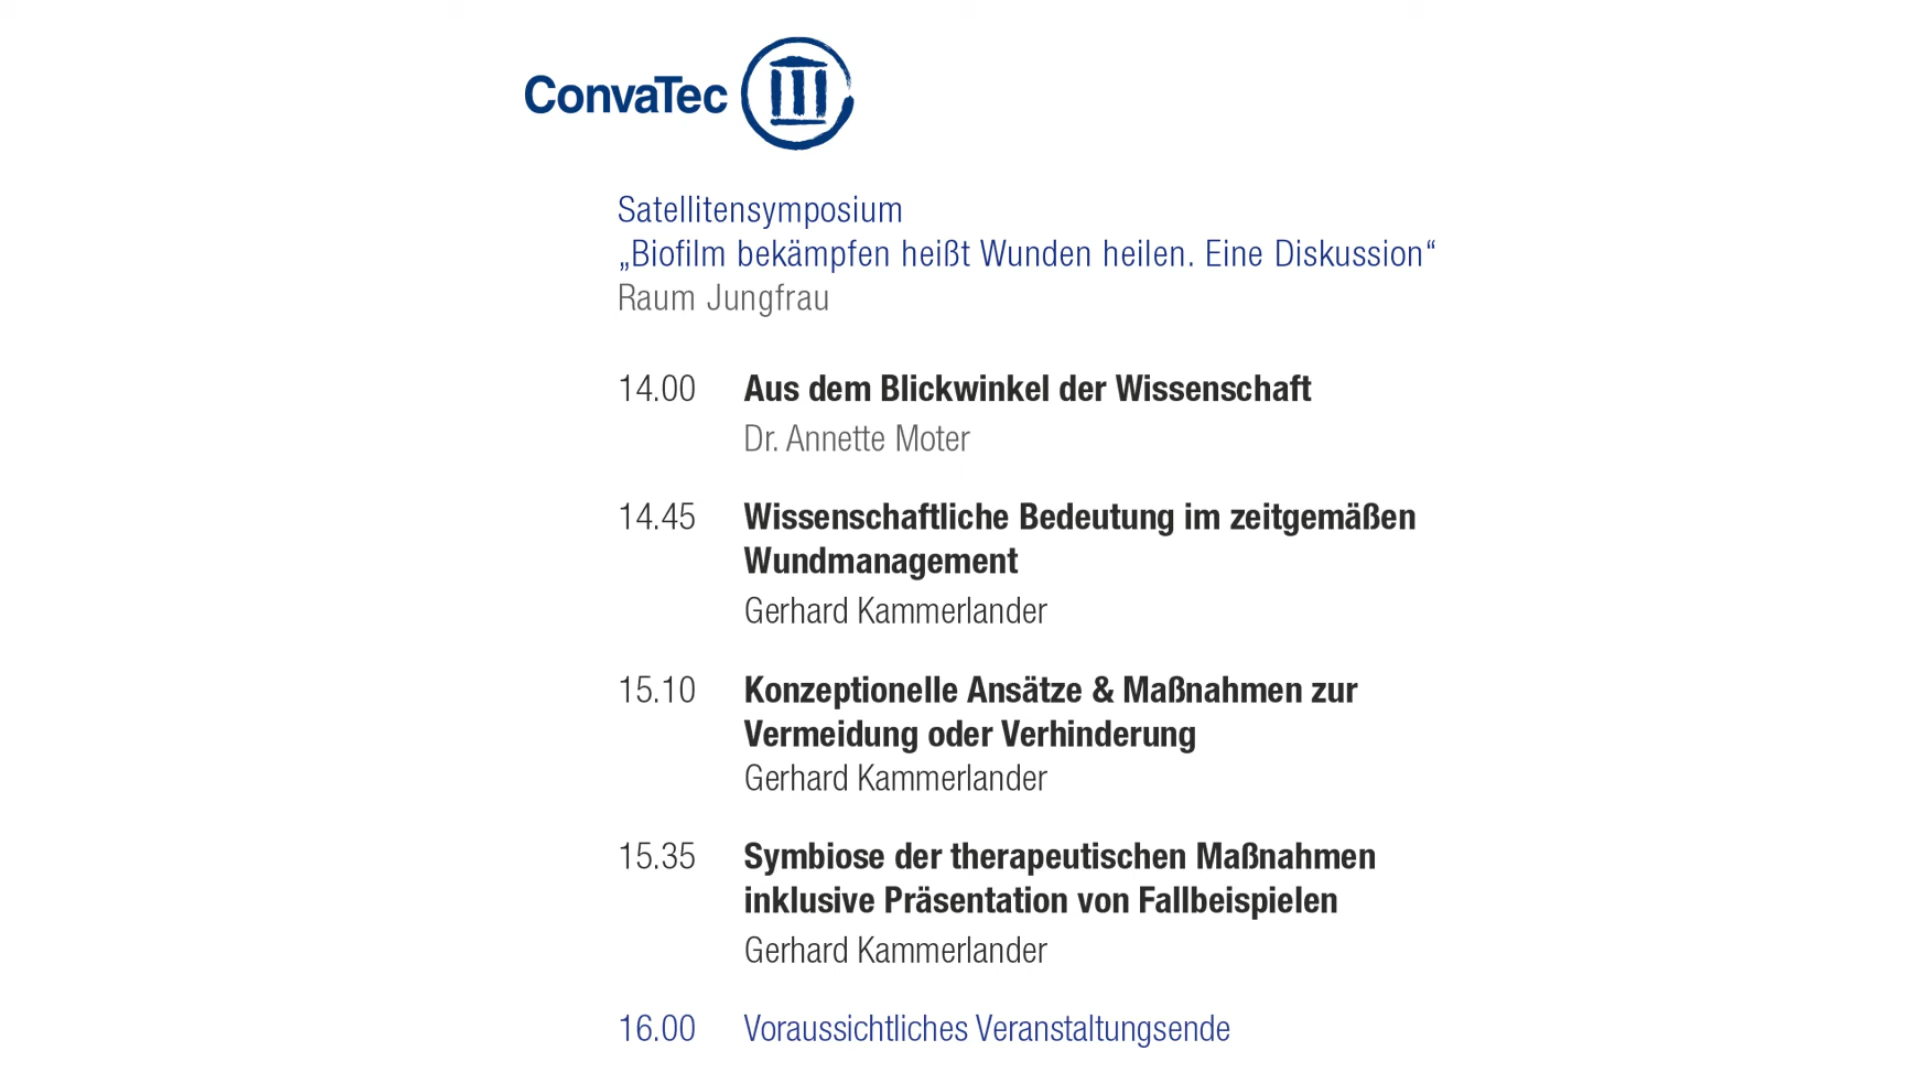 ConvaTec
Satellitensymposium
„Biofilm bekämpfen heißt Wunden heilen. Eine Diskussion“
Raum Jungfrau
14.00 Aus dem Blickwinkel der Wissenschaft
Dr. Annette Moter
14.45 Wissenschaftliche Bedeutung im zeitgemäßen
Wundmanagement
Gerhard Kammerlander
15.10 Konzeptionelle Ansätze & Maßnahmen zur
Vermeidung oder Verhinderung
Gerhard Kammerlander
15.35 Symbiose der therapeutischen Maßnahmen
inklusive Präsentation von Fallbeispielen
Gerhard Kammerlander
16.00 Voraussichtliches Veranstaltungsende